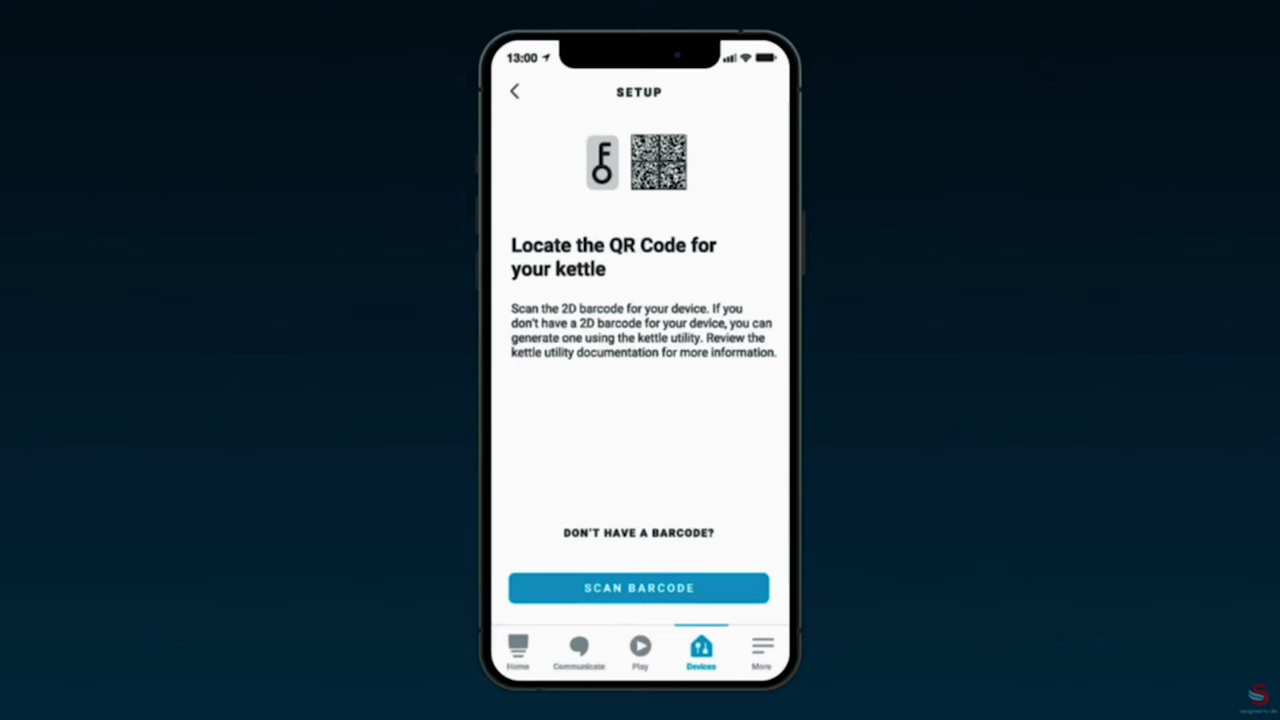 13:00
SETUP
Locate the QR Code for
your kettle
Scan the 2D barcode for your device. If you
don't have a 2D barcode for your device, you can
generate one using the kettle utility. Review the
kettle utility documentation for more information.
DON'T HAVE A BARCODE?
SCAN BARCODE
Home Communicate Play Devices More